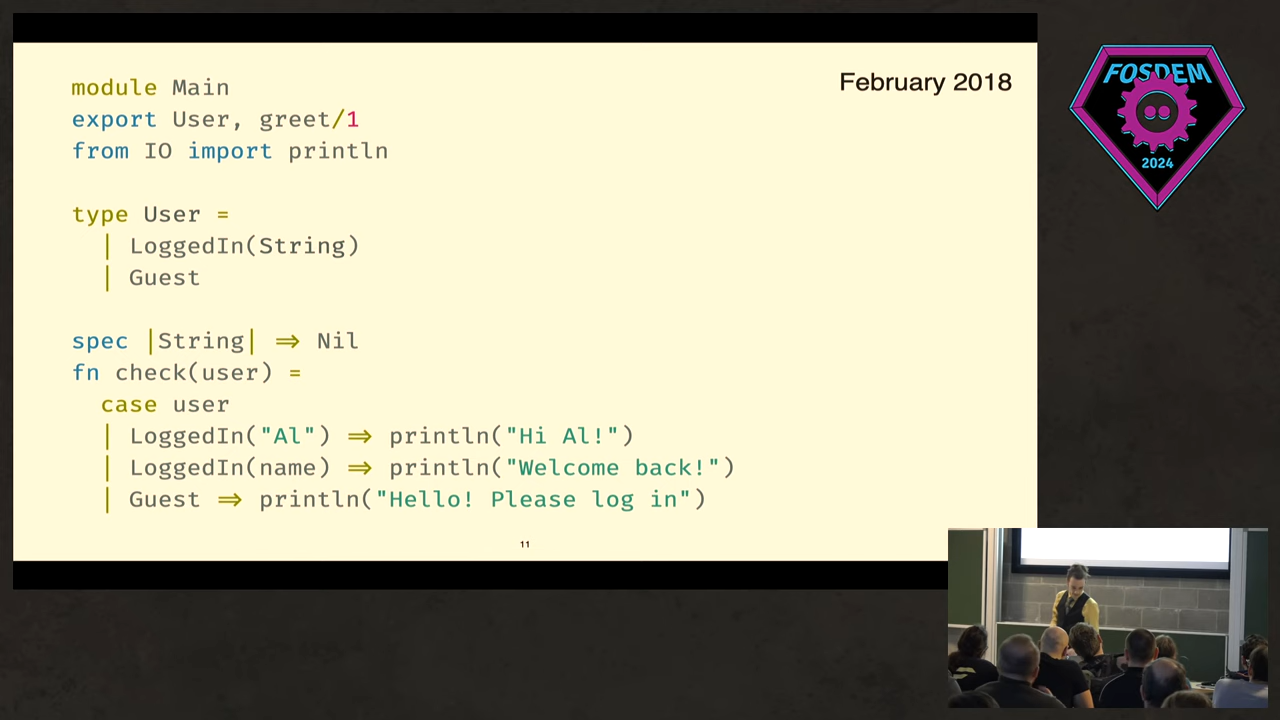 module Main
February 2018
export User, greet/1
from IO import println
type User =
| LoggedIn(String)
| Guest
spec |String| => Nil
fn check(user) =
case user
| LoggedIn("Al") => println("Hi Al!")
| LoggedIn(name) => println("Welcome back!")
| Guest => println("Hello! Please log in")
11
FOSDEM
2024